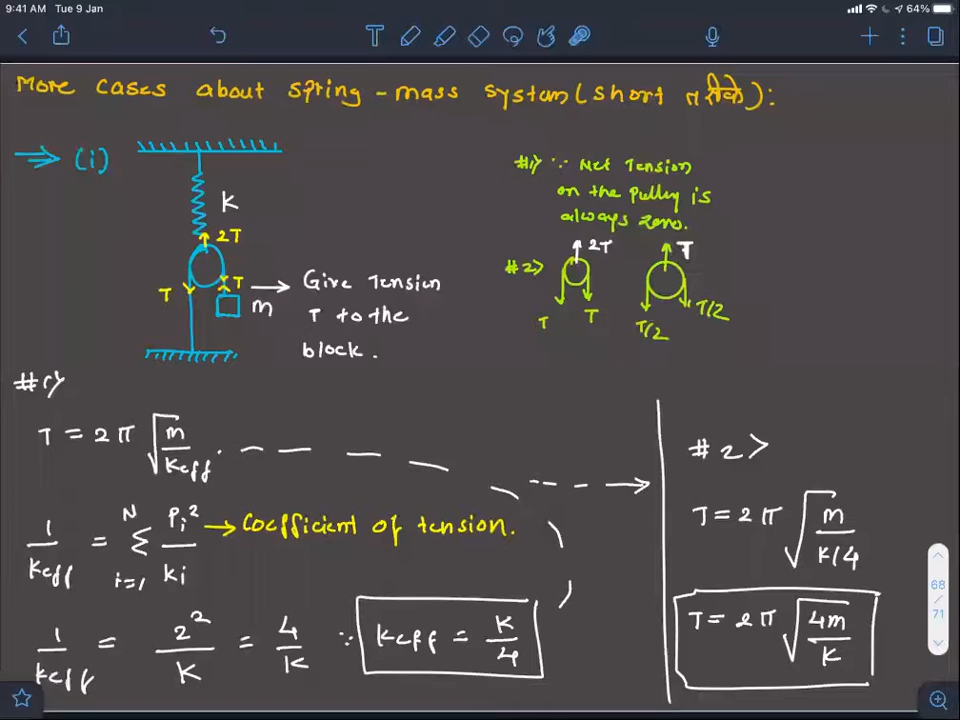 9:41 AM Tue 9 Jan
64%
More cases about spring-mass system (short तरीके):
(i)
K
2T
T
T
m
Give Tension
T to the
block.
#1) ∵ Net Tension
on the pulley is
always zero.
#2>
2T
T
T
T
T/2
T/2
#1)
T = 2π √(m/Keff)
1/Keff = Σ i=1 N Pi²/Ki → Coefficient of tension.
1/Keff = 2²/K = 4/K ∵ Keff = K/4
#2>
T = 2π √(m/(K/4))
T = 2π √(4m/K)
68
/
71